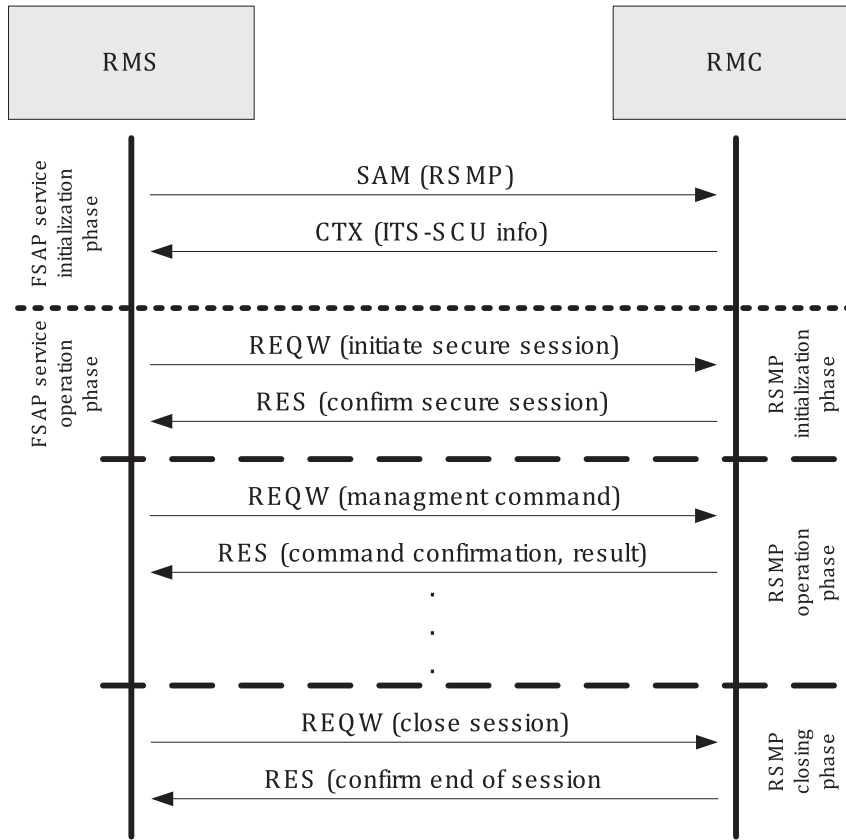 RMS
RMC
FSAP service
initialization
phase
SAM (RSMP)
CTX (ITS-SCU info)
FSAP service
operation
phase
REQW (initiate secure session)
RES (confirm secure session)
RSMP
initialization
phase
REQW (managment command)
RES (command confirmation, result)
.
.
.
RSMP
operation
phase
REQW (close session)
RES (confirm end of session
RSMP
closing
phase